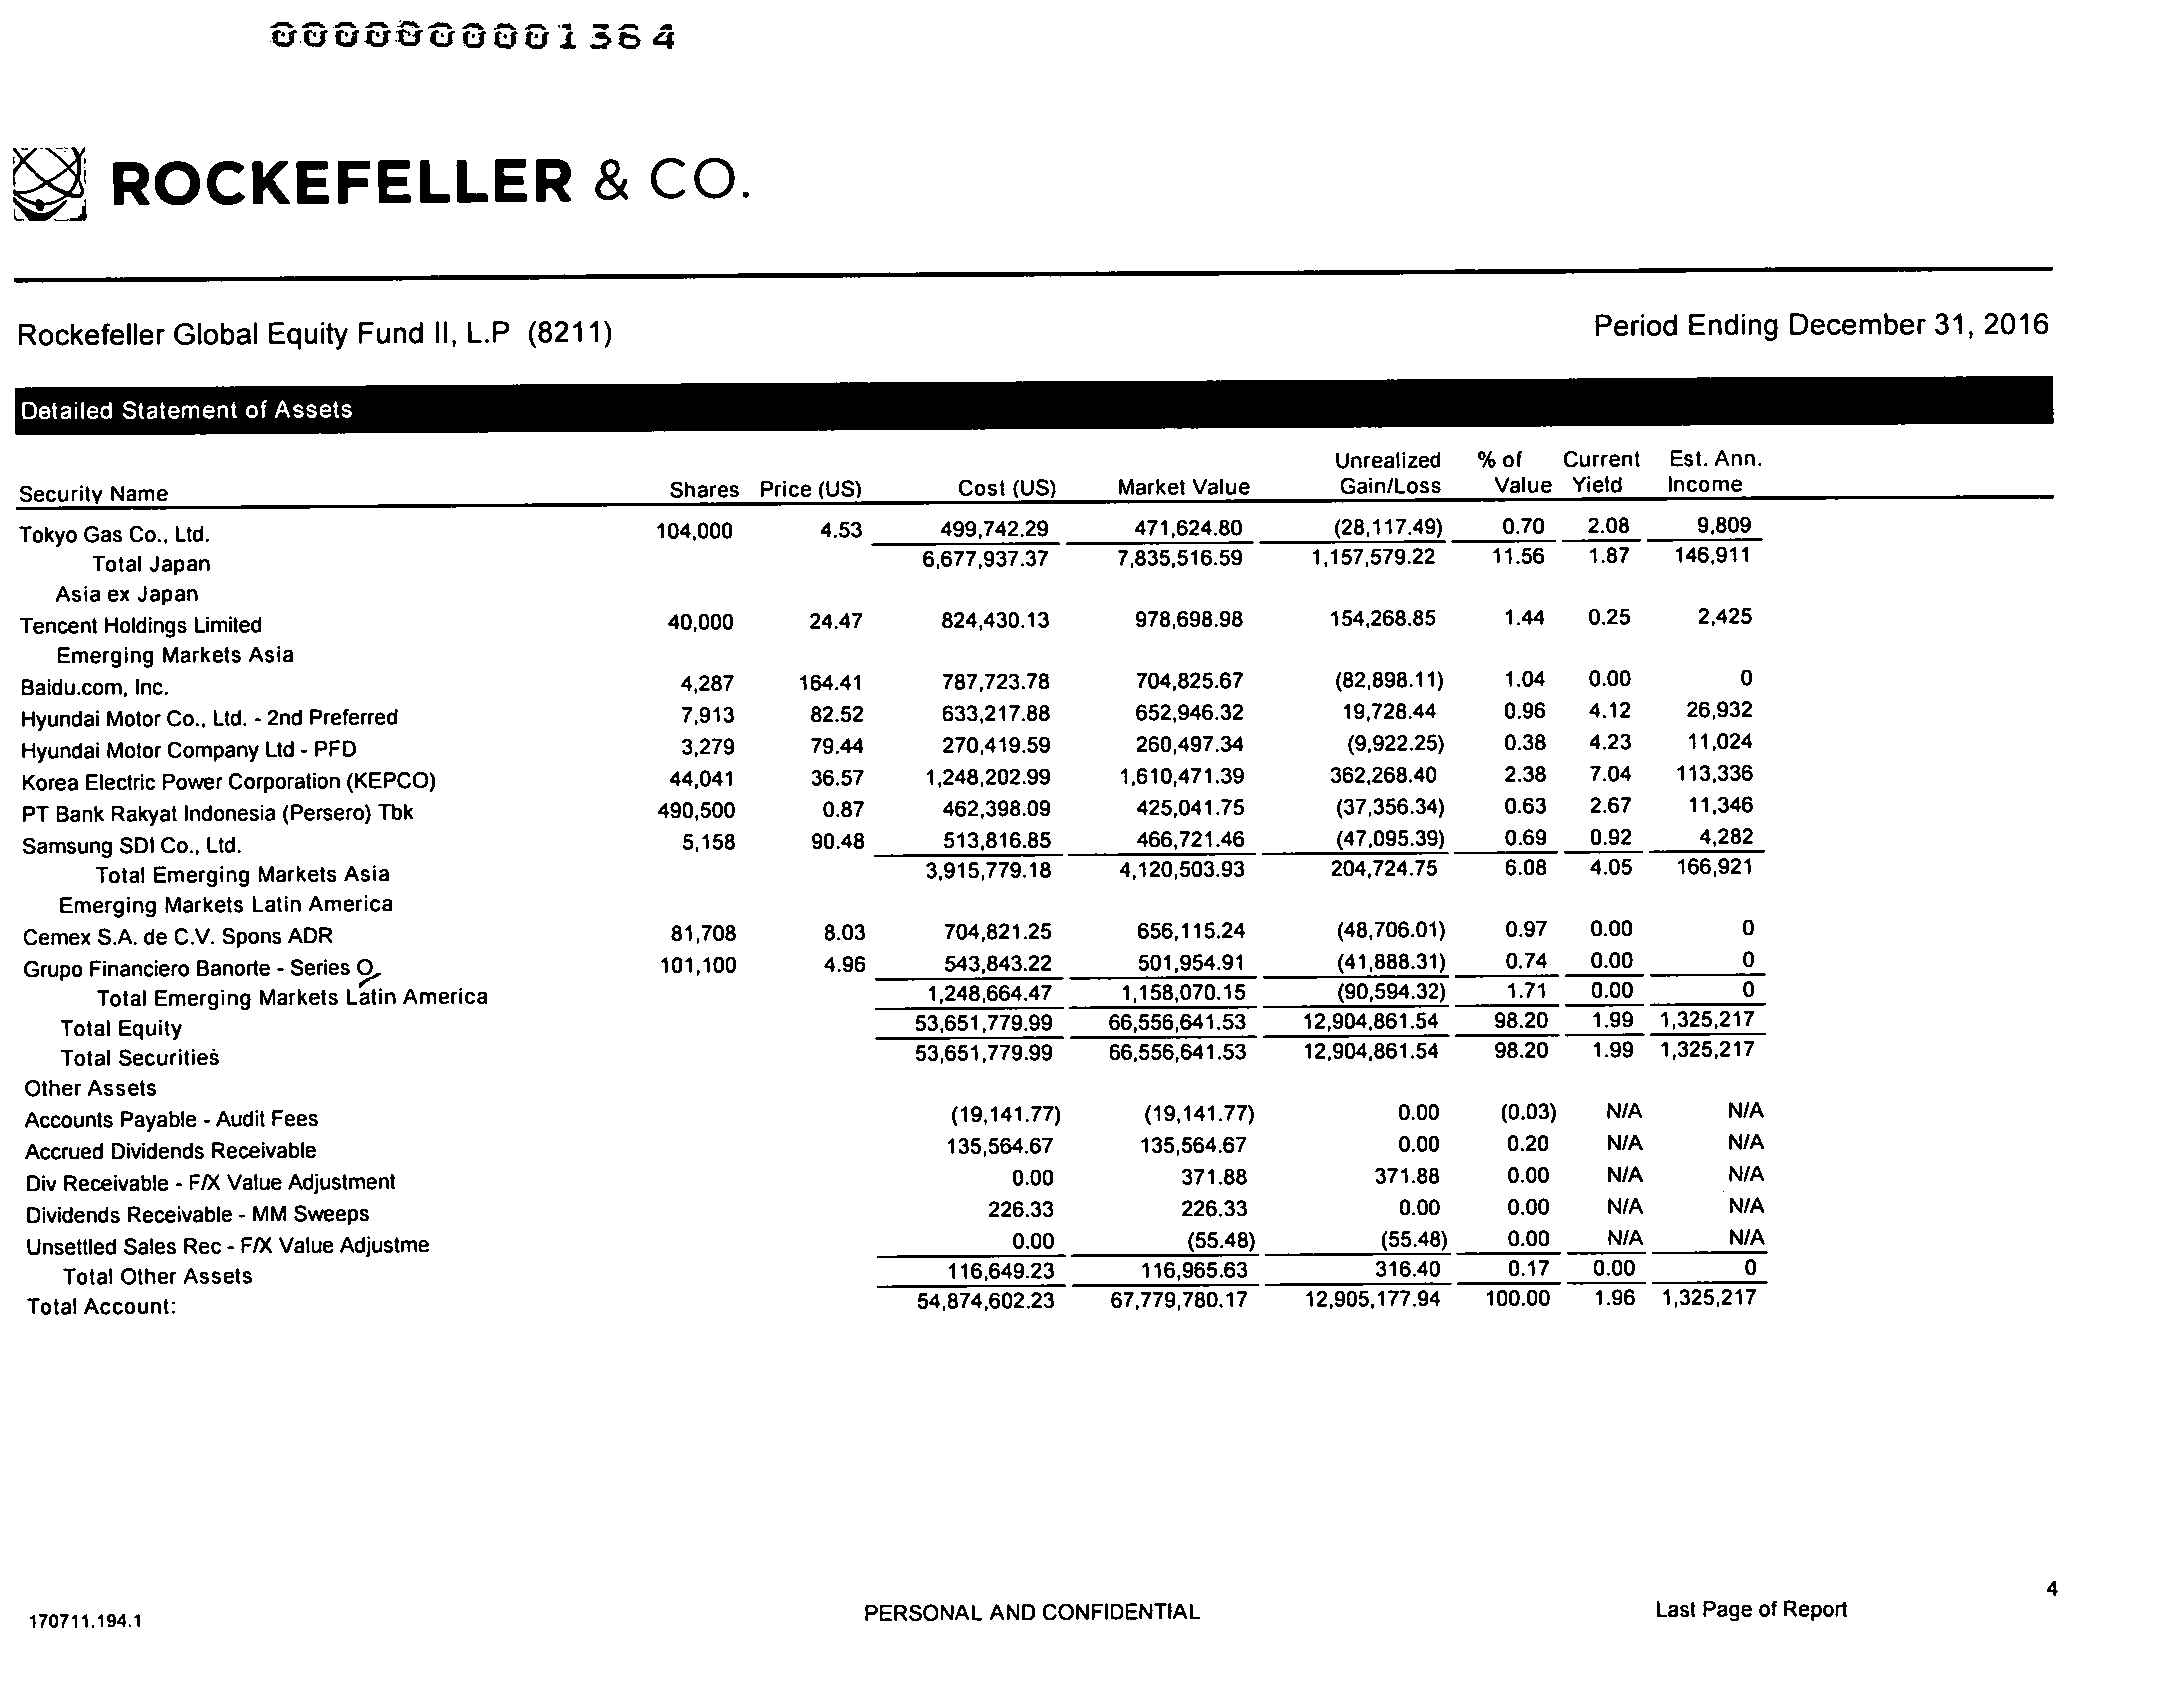 0000000001364
ROCKEFELLER & CO.
Rockefeller Global Equity Fund II, L.P (8211) Period Ending December 31, 2016
Detailed Statement of Assets
Unrealized % of Current Est. Ann.
Security Name Shares Price (US) Cost (US) Market Value Gain/Loss Value Yield Income
Tokyo Gas Co., Ltd. 104,000 4.53 499,742.29 471,624.80 (28,117.49) 0.70 2.08 9,809
Total Japan 6,677,937.37 7,835,516.59 1,157,579.22 11.56 1.87 146,911
Asia ex Japan
Tencent Holdings Limited 40,000 24.47 824,430.13 978,698.98 154,268.85 1.44 0.25 2,425
Emerging Markets Asia
Baidu.com, Inc. 4,287 164.41 787,723.78 704,825.67 (82,898.11) 1.04 0.00 0
Hyundai Motor Co., Ltd. - 2nd Preferred 7,913 82.52 633,217.88 652,946.32 19,728.44 0.96 4.12 26,932
Hyundai Motor Company Ltd - PFD 3,279 79.44 270,419.59 260,497.34 (9,922.25) 0.38 4.23 11,024
Korea Electric Power Corporation (KEPCO) 44,041 36.57 1,248,202.99 1,610,471.39 362,268.40 2.38 7.04 113,336
PT Bank Rakyat Indonesia (Persero) Tbk 490,500 0.87 462,398.09 425,041.75 (37,356.34) 0.63 2.67 11,346
Samsung SDI Co., Ltd. 5,158 90.48 513,816.85 466,721.46 (47,095.39) 0.69 0.92 4,282
Total Emerging Markets Asia 3,915,779.18 4,120,503.93 204,724.75 6.08 4.05 166,921
Emerging Markets Latin America
Cemex S.A. de C.V. Spons ADR 81,708 8.03 704,821.25 656,115.24 (48,706.01) 0.97 0.00 0
Grupo Financiero Banorte - Series O, 101,100 4.96 543,843.22 501,954.91 (41,888.31) 0.74 0.00 0
Total Emerging Markets Latin America 1,248,664.47 1,158,070.15 (90,594.32) 1.71 0.00 0
Total Equity 53,651,779.99 66,556,641.53 12,904,861.54 98.20 1.99 1,325,217
Total Securities 53,651,779.99 66,556,641.53 12,904,861.54 98.20 1.99 1,325,217
Other Assets
Accounts Payable - Audit Fees (19,141.77) (19,141.77) 0.00 (0.03) N/A N/A
Accrued Dividends Receivable 135,564.67 135,564.67 0.00 0.20 N/A N/A
Div Receivable - F/X Value Adjustment 0.00 371.88 371.88 0.00 N/A N/A
Dividends Receivable - MM Sweeps 226.33 226.33 0.00 0.00 N/A N/A
Unsettled Sales Rec - F/X Value Adjustme 0.00 (55.48) (55.48) 0.00 N/A N/A
Total Other Assets 116,649.23 116,965.63 316.40 0.17 0.00 0
Total Account: 54,874,602.23 67,779,780.17 12,905,177.94 100.00 1.96 1,325,217
4
170711.194.1 PERSONAL AND CONFIDENTIAL Last Page of Report